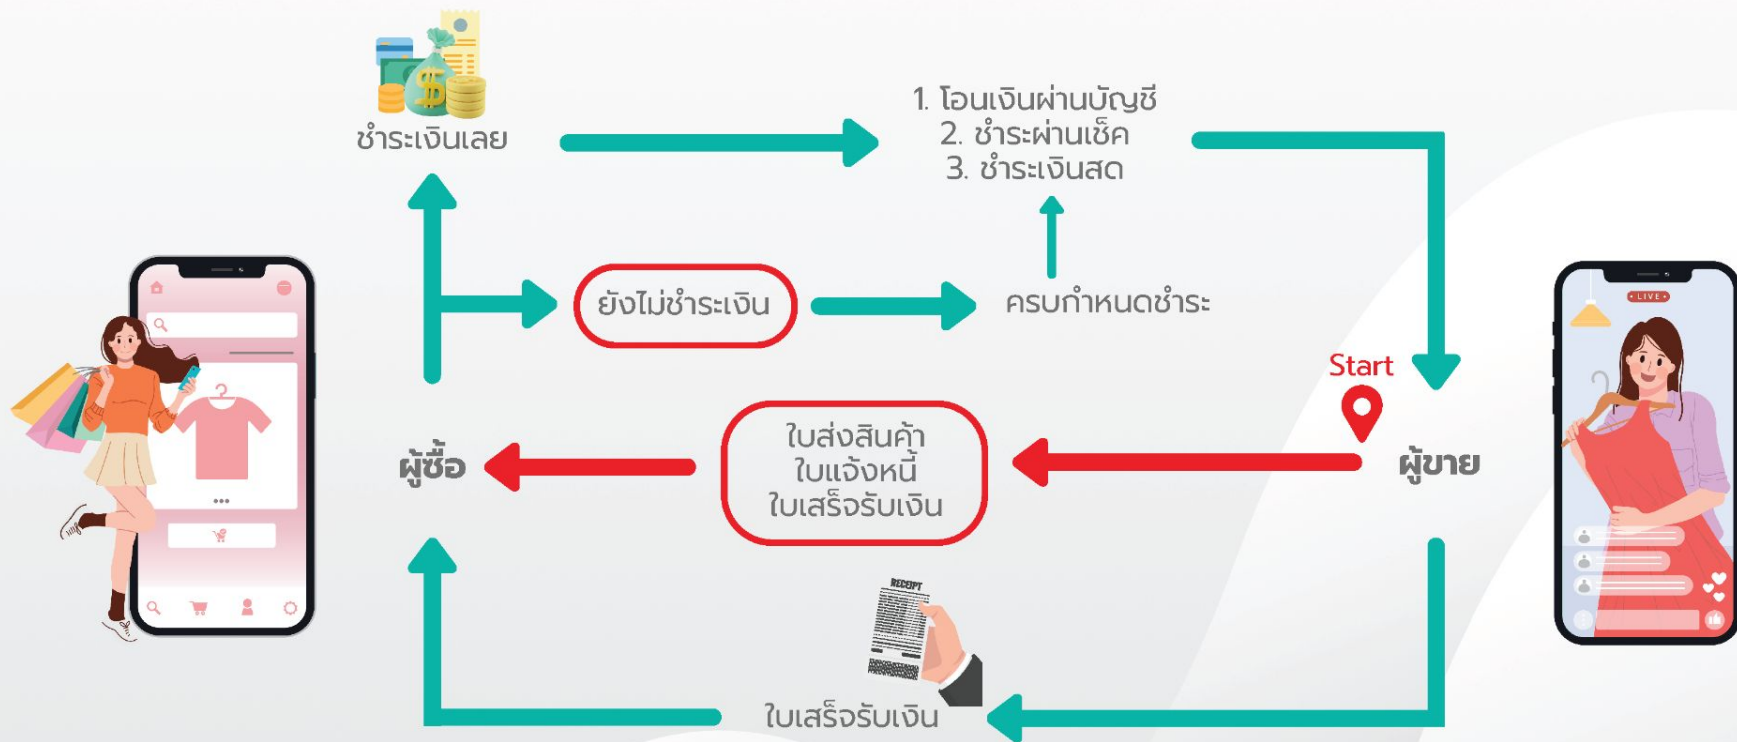 ชำระเงินเลย
1. โอนเงินผ่านบัญชี
2. ชำระผ่านเช็ค
3. ชำระเงินสด
ยังไม่ชำระเงิน
ครบกำหนดชำระ
LIVE
Start
ใบส่งสินค้า
ใบแจ้งหนี้
ใบเสร็จรับเงิน
ผู้ซื้อ
ผู้ขาย
RECEIPT
ใบเสร็จรับเงิน